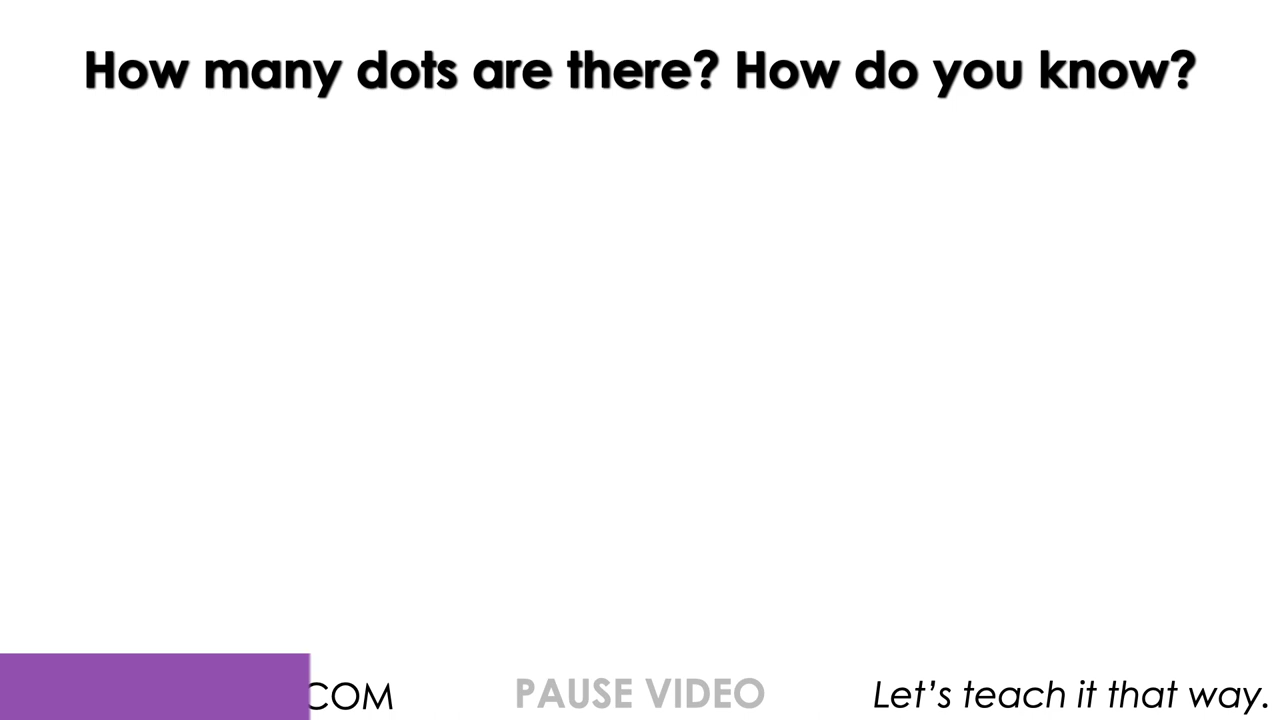 How many dots are there? How do you know?
.COM PAUSE VIDEO Let's teach it that way.